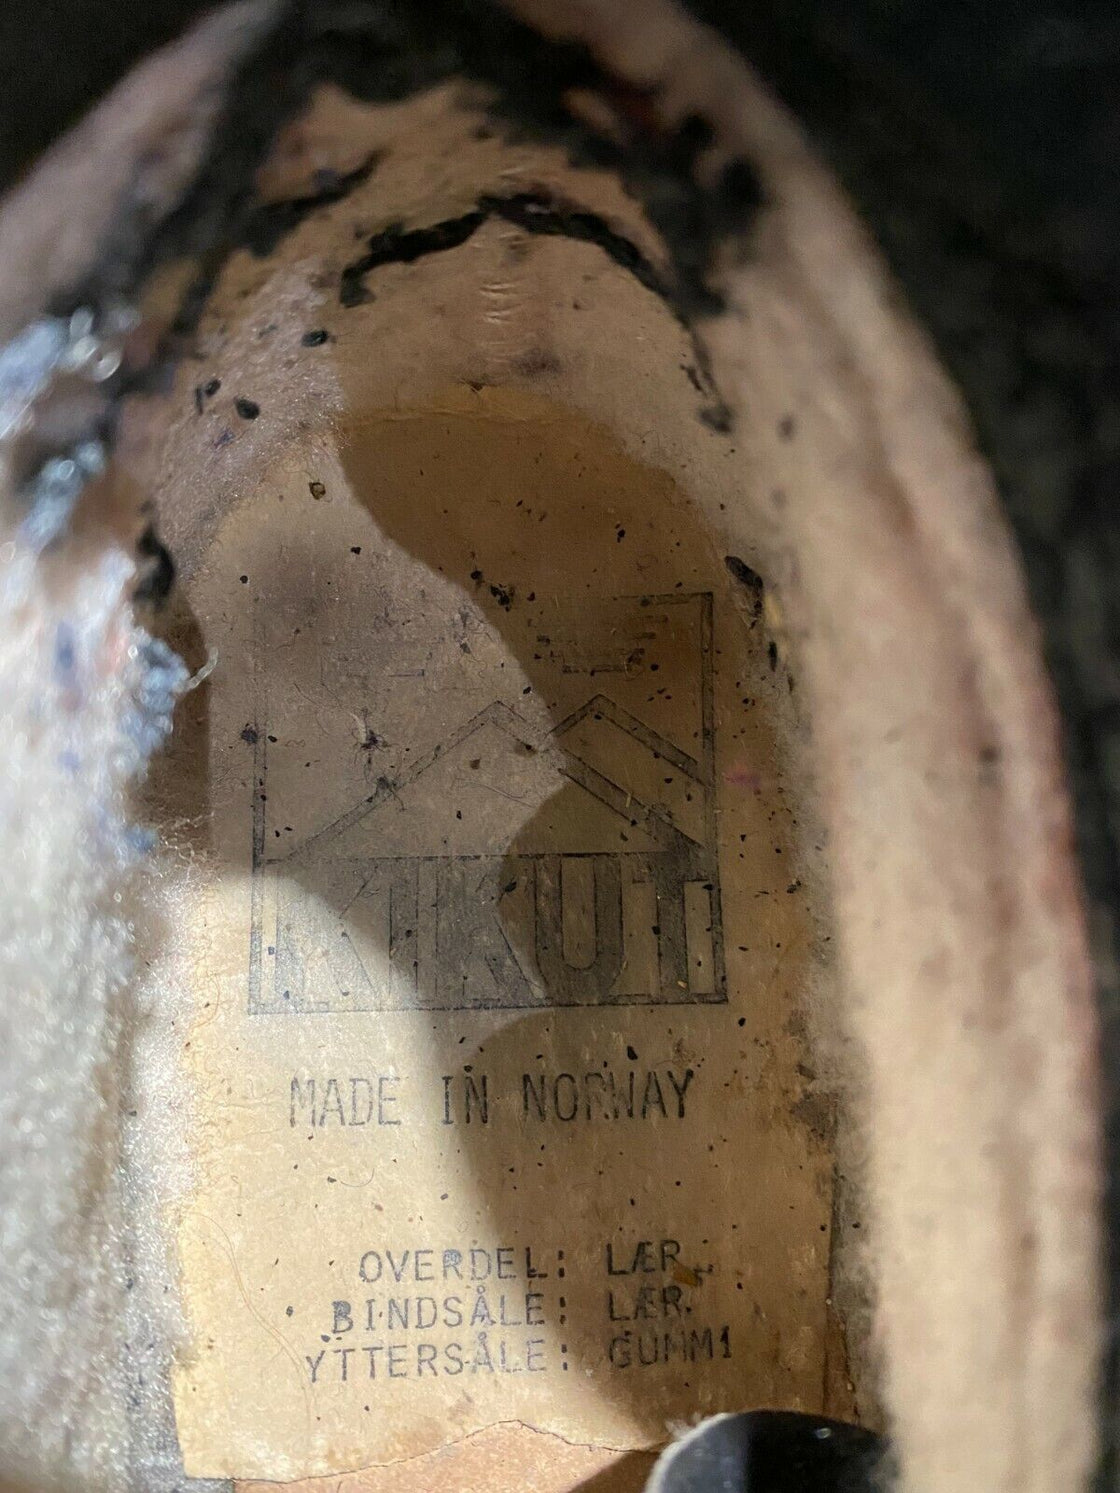 KIKUT
MADE IN NORWAY
OVERDEL: LÆR.
BINDSÅLE: LÆR.
YTTERSÅLE: GUMMI